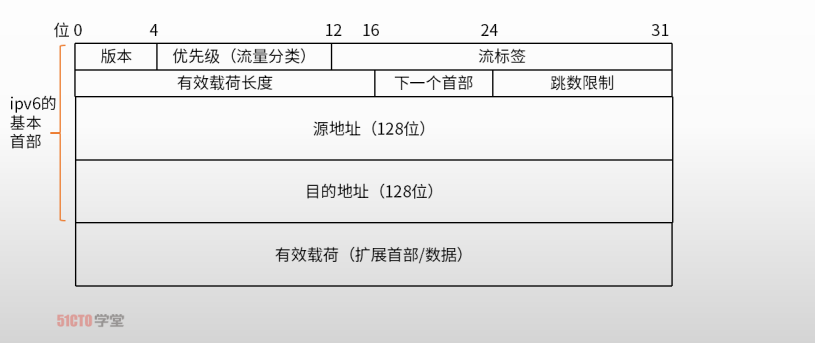 位 0 4 12 16 24 31
版本 优先级（流量分类） 流标签
有效载荷长度 下一个首部 跳数限制
ipv6的
基本
首部
源地址（128位）
目的地址（128位）
有效载荷（扩展首部/数据）
51CTO学堂